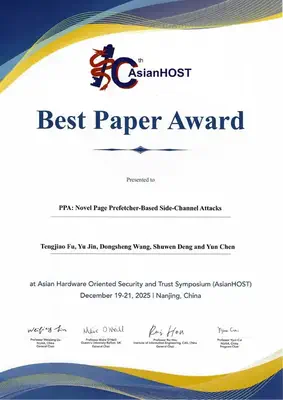 th
AsianHOST
Best Paper Award
Presented to
PPA: Novel Page Prefetcher-Based Side-Channel Attacks
Tengjiao Fu, Yu Jin, Dongsheng Wang, Shuwen Deng and Yun Chen
at Asian Hardware Oriented Security and Trust Symposium (AsianHOST)
December 19-21, 2025 | Nanjing, China
General Chair
General Chair
General Chair
Program Chair